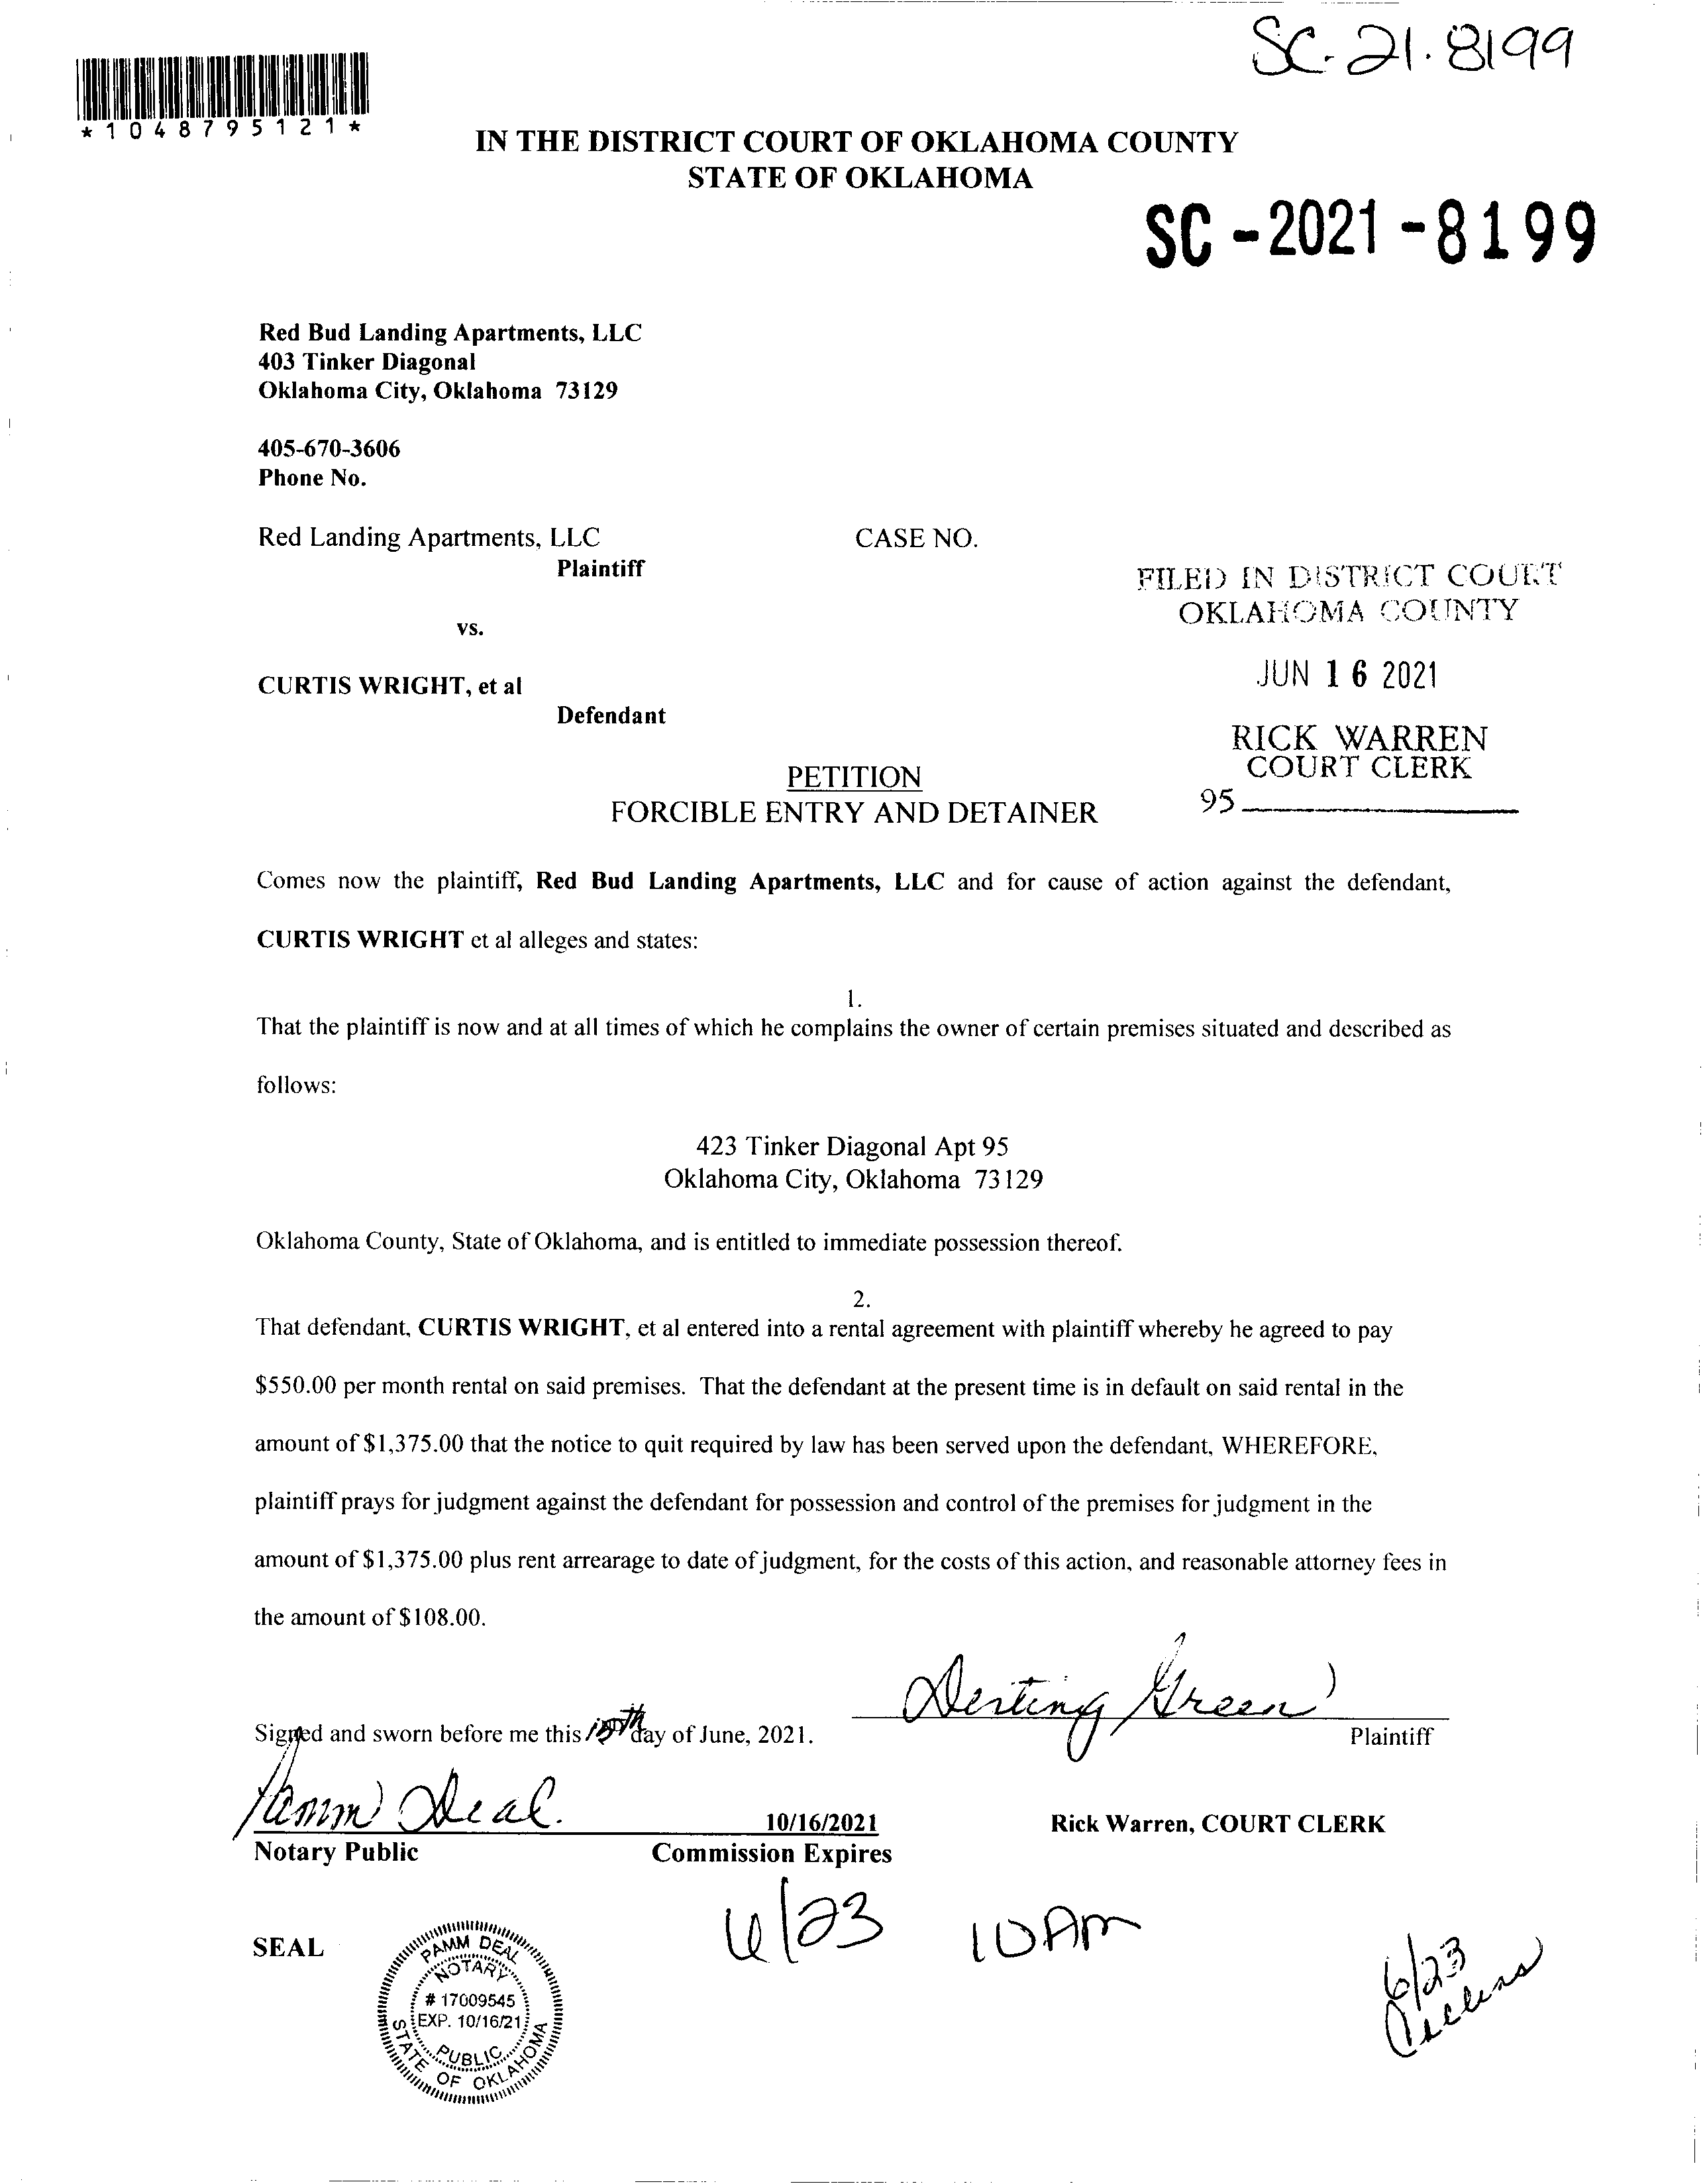 SC-21-8199
*1048795121*
IN THE DISTRICT COURT OF OKLAHOMA COUNTY
STATE OF OKLAHOMA
SC-2021-8199
Red Bud Landing Apartments, LLC
403 Tinker Diagonal
Oklahoma City, Oklahoma 73129
405-670-3606
Phone No.
Red Landing Apartments, LLC CASE NO.
Plaintiff
FILED IN DISTRICT COURT
OKLAHOMA COUNTY
vs.
JUN 16 2021
CURTIS WRIGHT, et al
Defendant
RICK WARREN
COURT CLERK
95
PETITION
FORCIBLE ENTRY AND DETAINER
Comes now the plaintiff, Red Bud Landing Apartments, LLC and for cause of action against the defendant,
CURTIS WRIGHT et al alleges and states:
1.
That the plaintiff is now and at all times of which he complains the owner of certain premises situated and described as
follows:
423 Tinker Diagonal Apt 95
Oklahoma City, Oklahoma 73129
Oklahoma County, State of Oklahoma, and is entitled to immediate possession thereof.
2.
That defendant, CURTIS WRIGHT, et al entered into a rental agreement with plaintiff whereby he agreed to pay
$550.00 per month rental on said premises. That the defendant at the present time is in default on said rental in the
amount of $1,375.00 that the notice to quit required by law has been served upon the defendant, WHEREFORE,
plaintiff prays for judgment against the defendant for possession and control of the premises for judgment in the
amount of $1,375.00 plus rent arrearage to date of judgment, for the costs of this action, and reasonable attorney fees in
the amount of $108.00.
Green
Plaintiff
Signed and sworn before me this day of June, 2021.
Pamm Deal.
10/16/2021
Rick Warren, COURT CLERK
Notary Public Commission Expires
6/23 10AM
SEAL
PAMM DEAL
NOTARY
# 17009545
EXP. 10/16/21
PUBLIC
STATE OF OKLAHOMA
6/23